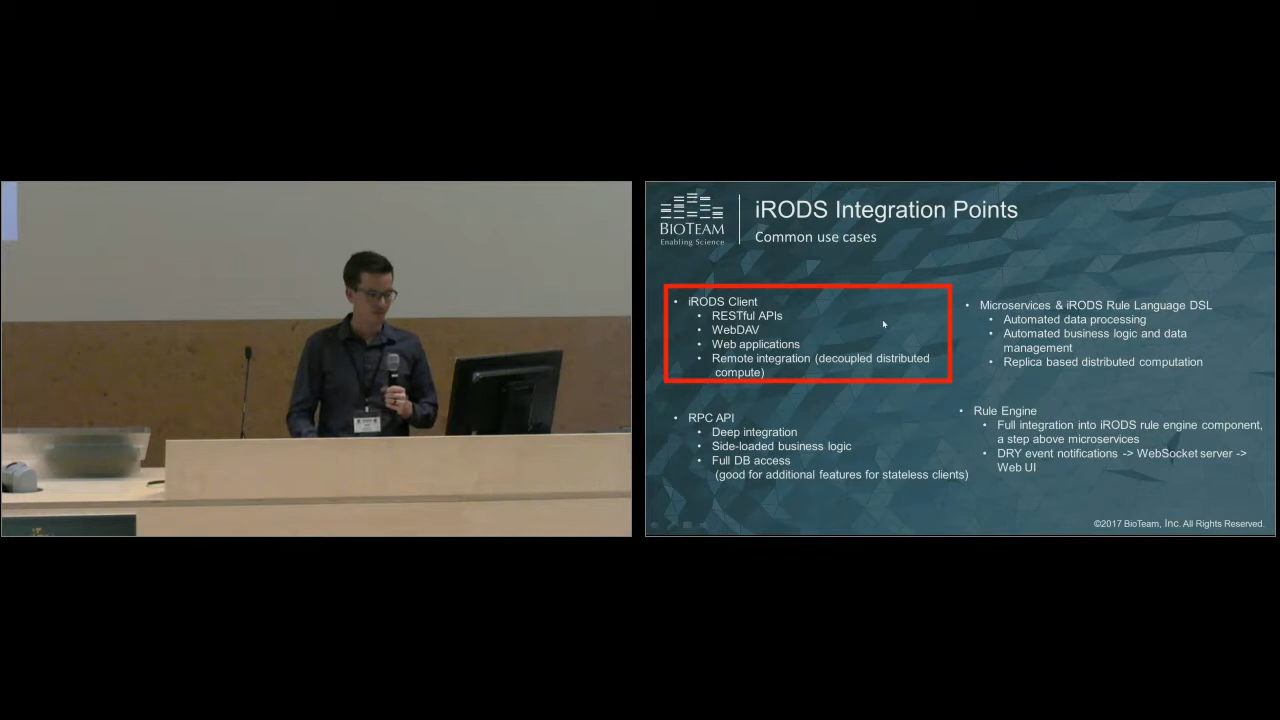 BIOTEAM
Enabling Science
iRODS Integration Points
Common use cases
• iRODS Client
• RESTful APIs
• WebDAV
• Web applications
• Remote integration (decoupled distributed
compute)
• RPC API
• Deep integration
• Side-loaded business logic
• Full DB access
(good for additional features for stateless clients)
• Microservices & iRODS Rule Language DSL
• Automated data processing
• Automated business logic and data
management
• Replica based distributed computation
• Rule Engine
• Full integration into iRODS rule engine component,
a step above microservices
• DRY event notifications -> WebSocket server ->
Web UI
©2017 BioTeam, Inc. All Rights Reserved.